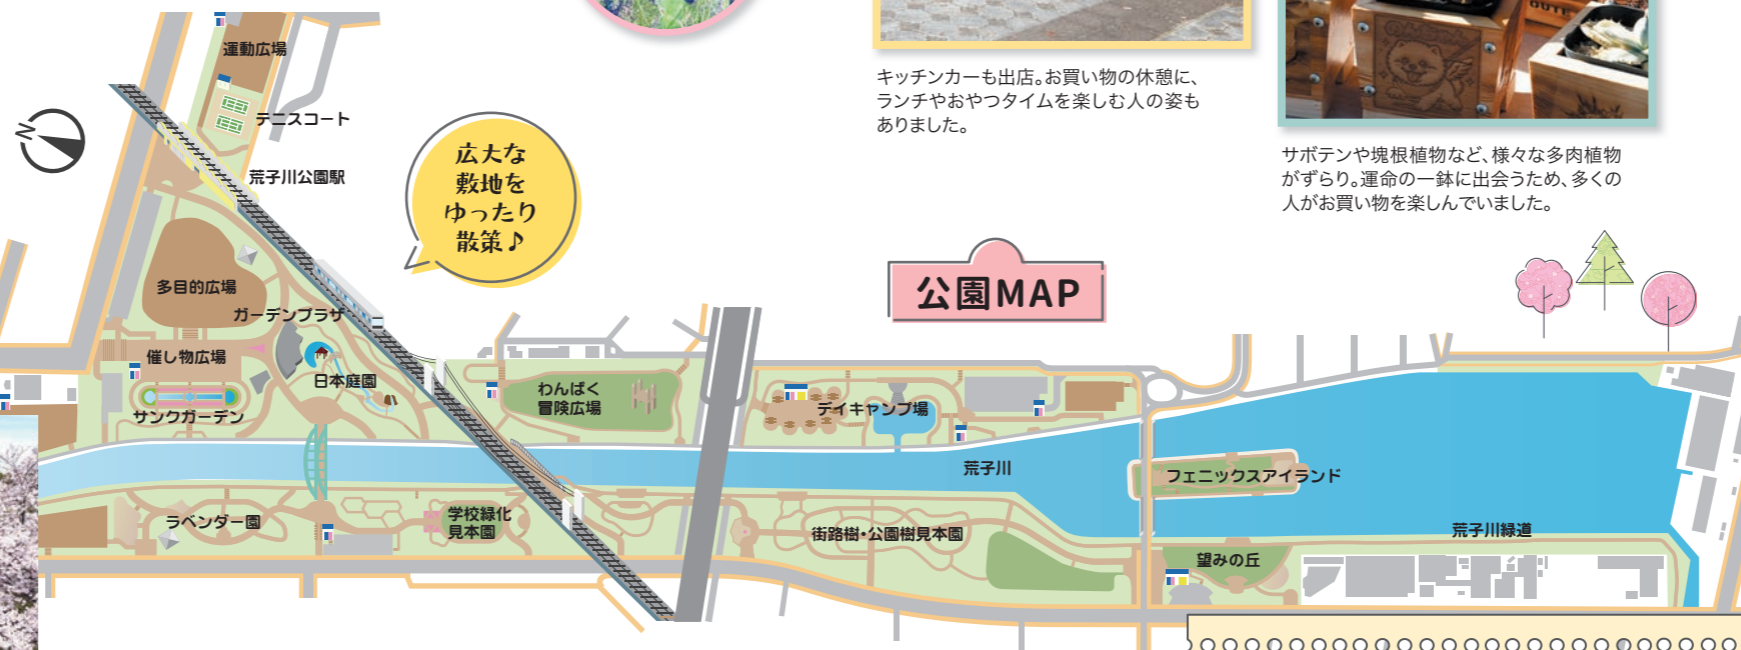 キッチンカーも出店。お買い物の休憩に、
ランチやおやつタイムを楽しむ人の姿も
ありました。
サボテンや塊根植物など、様々な多肉植物
がずらり。運命の一鉢に出会うため、多くの
人がお買い物を楽しんでいました。
広大な
敷地を
ゆったり
散策♪
公園MAP
N
運動広場
テニスコート
荒子川公園駅
多目的広場
ガーデンプラザ
催し物広場
日本庭園
サンクガーデン
わんぱく
冒険広場
デイキャンプ場
荒子川
フェニックスアイランド
ラベンダー園
学校緑化
見本園
街路樹・公園樹見本園
望みの丘
荒子川緑道